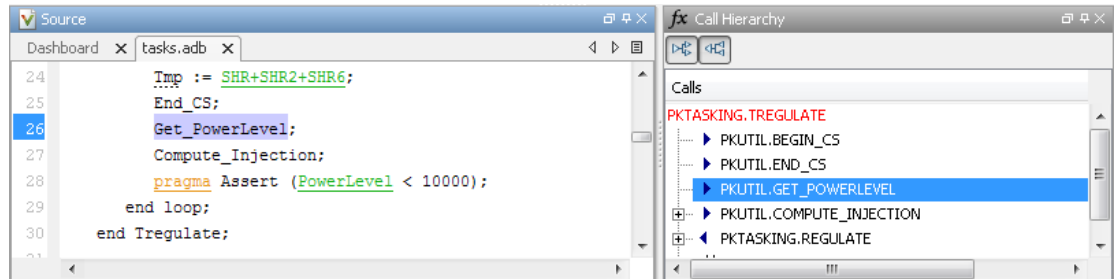 Source
Dashboard x tasks.adb x
24 Tmp := SHR+SHR2+SHR6;
25 End_CS;
26 Get_PowerLevel;
27 Compute_Injection;
28 pragma Assert (PowerLevel < 10000);
29 end loop;
30 end Tregulate;
fx Call Hierarchy
Calls
PKTASKING.TREGULATE
PKUTIL.BEGIN_CS
PKUTIL.END_CS
PKUTIL.GET_POWERLEVEL
PKUTIL.COMPUTE_INJECTION
PKTASKING.REGULATE